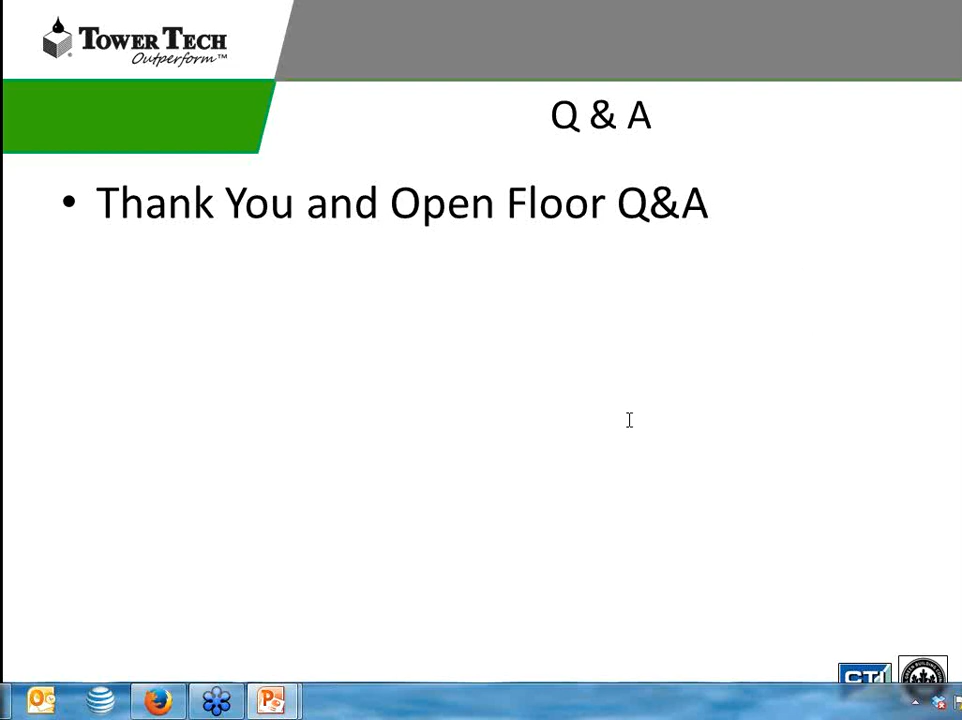 TOWER TECH
Outperform™
Q & A
• Thank You and Open Floor Q&A
CTI